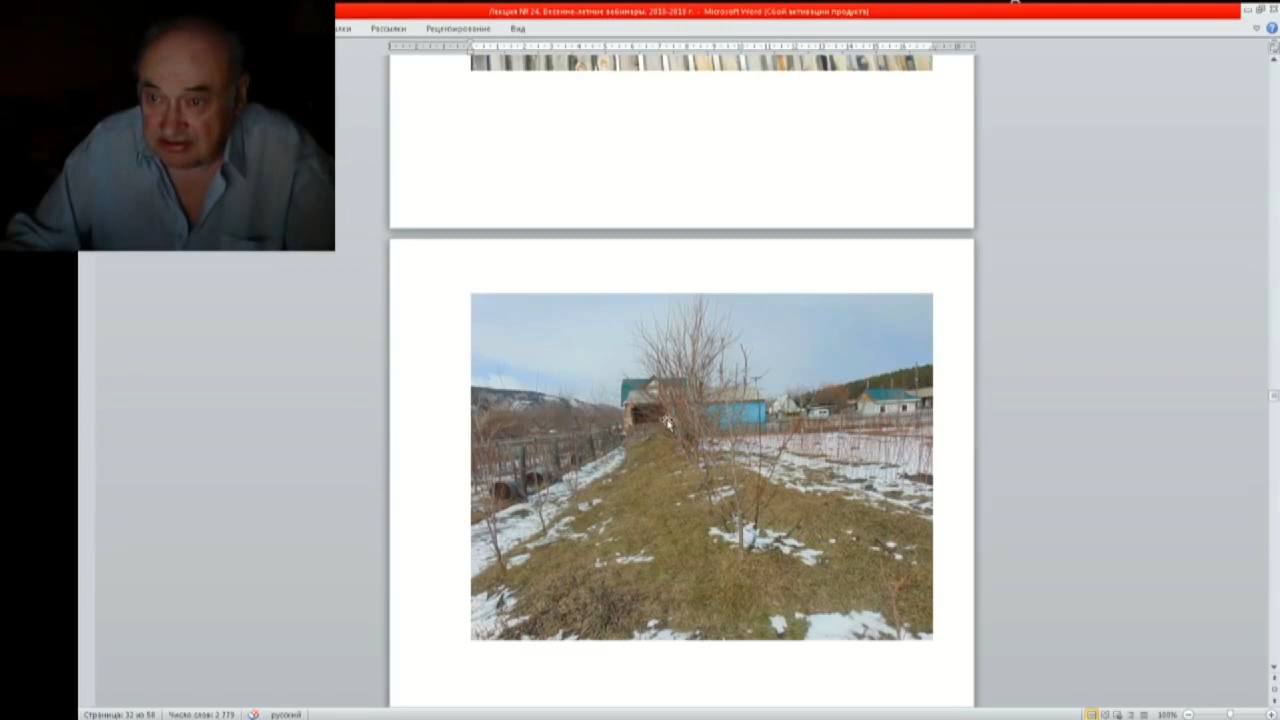 Лекция № 24. Весенне-летние вебинары. 2018-2019 г. - Microsoft Word (Сбой активации продукта)
лки Рассылки Рецензирование Вид
Страница: 32 из 58 Число слов: 2 779 русский 100%